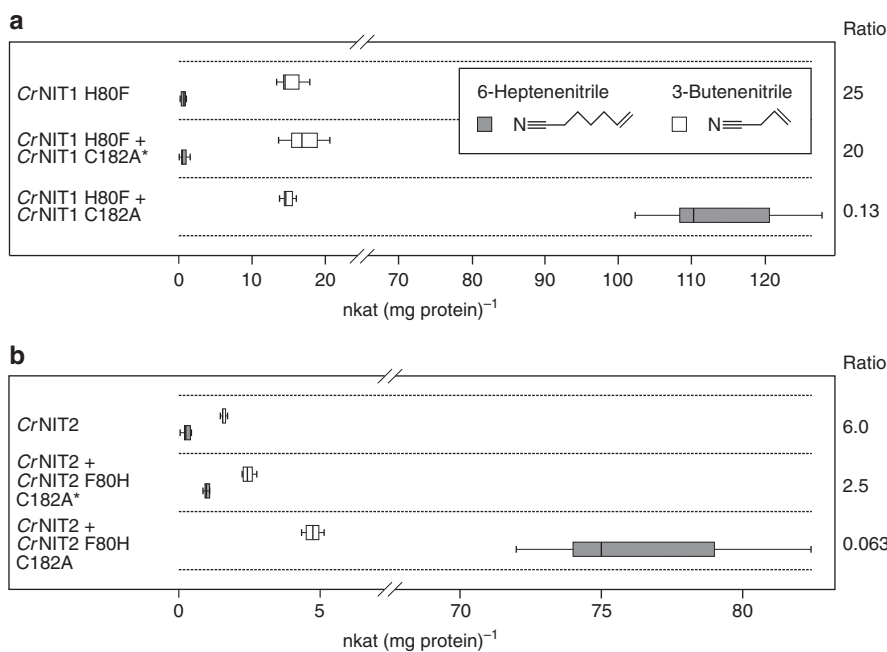 a
Ratio
CrNIT1 H80F
25
CrNIT1 H80F +
CrNIT1 C182A*
20
CrNIT1 H80F +
CrNIT1 C182A
0.13
6-Heptenenitrile 3-Butenenitrile
N N
0 10 20 70 80 90 100 110 120
nkat (mg protein)⁻¹
b
Ratio
CrNIT2
6.0
CrNIT2 +
CrNIT2 F80H
C182A*
2.5
CrNIT2 +
CrNIT2 F80H
C182A
0.063
0 5 70 75 80
nkat (mg protein)⁻¹